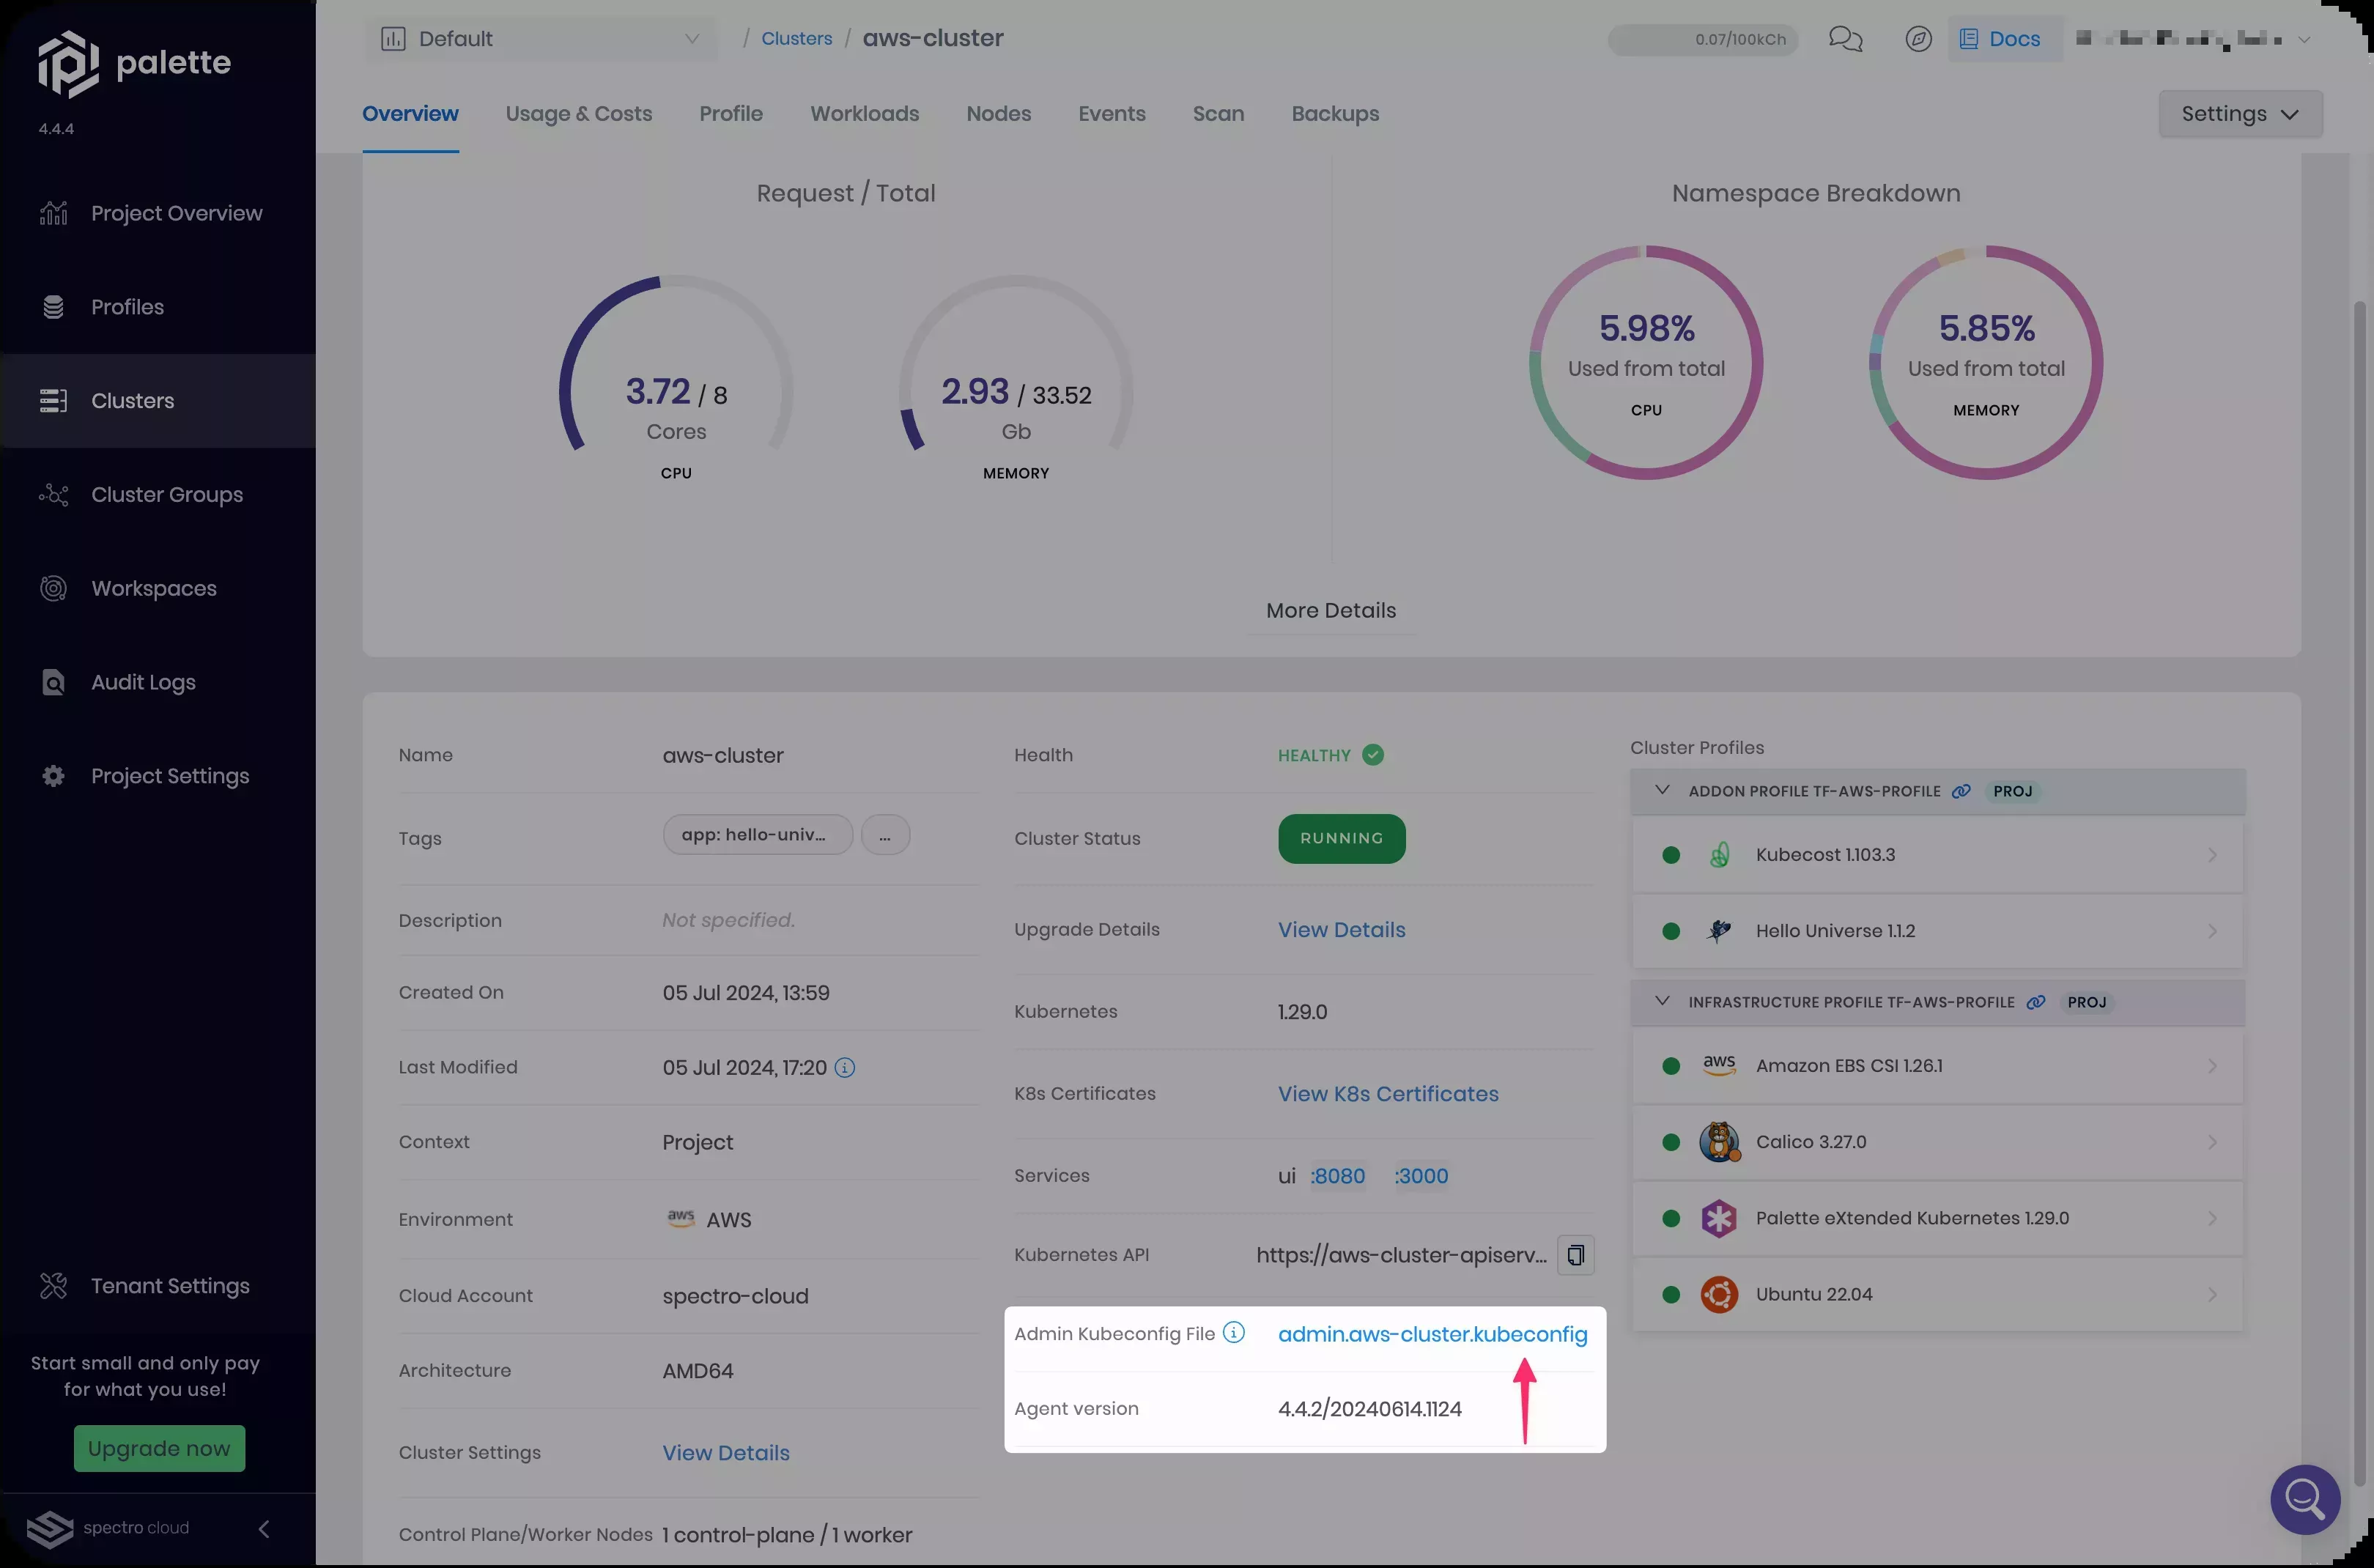 palette
4.4.4
Project Overview
Profiles
Clusters
Cluster Groups
Workspaces
Audit Logs
Project Settings
Tenant Settings
Start small and only pay
for what you use!
Upgrade now
spectro cloud
Default
/ Clusters / aws-cluster
0.07/100kCh
Docs
Overview
Usage & Costs
Profile
Workloads
Nodes
Events
Scan
Backups
Settings
Request / Total
3.72 / 8
Cores
CPU
2.93 / 33.52
Gb
MEMORY
Namespace Breakdown
5.98%
Used from total
CPU
5.85%
Used from total
MEMORY
More Details
Name aws-cluster
Tags app: hello-univ... ...
Description Not specified.
Created On 05 Jul 2024, 13:59
Last Modified 05 Jul 2024, 17:20
Context Project
Environment aws AWS
Cloud Account spectro-cloud
Architecture AMD64
Cluster Settings View Details
Control Plane/Worker Nodes 1 control-plane / 1 worker
Health HEALTHY
Cluster Status RUNNING
Upgrade Details View Details
Kubernetes 1.29.0
K8s Certificates View K8s Certificates
Services ui :8080 :3000
Kubernetes API https://aws-cluster-apiserv...
Admin Kubeconfig File admin.aws-cluster.kubeconfig
Agent version 4.4.2/20240614.1124
Cluster Profiles
ADDON PROFILE TF-AWS-PROFILE PROJ
Kubecost 1.103.3
Hello Universe 1.1.2
INFRASTRUCTURE PROFILE TF-AWS-PROFILE PROJ
aws Amazon EBS CSI 1.26.1
Calico 3.27.0
Palette eXtended Kubernetes 1.29.0
Ubuntu 22.04